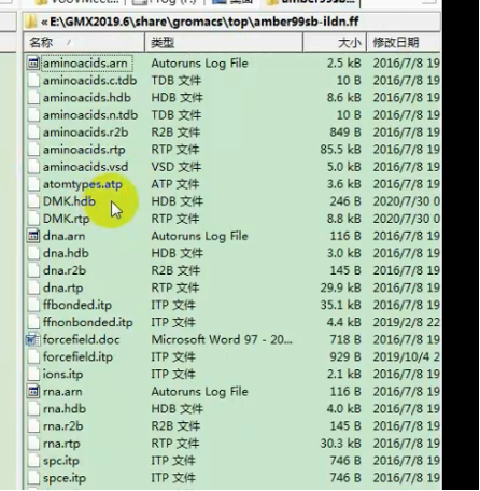 « E:\GMX2019.6\share\gromacs\top\amber99sb-ildn.ff
名称 类型 大小 修改日期
aminoacids.arn Autoruns Log File 2.5 kB 2016/7/8 19
aminoacids.c.tdb TDB 文件 10 B 2016/7/8 19
aminoacids.hdb HDB 文件 8.6 kB 2016/7/8 19
aminoacids.n.tdb TDB 文件 10 B 2016/7/8 19
aminoacids.r2b R2B 文件 849 B 2016/7/8 19
aminoacids.rtp RTP 文件 85.5 kB 2016/7/8 19
aminoacids.vsd VSD 文件 5.0 kB 2016/7/8 19
atomtypes.atp ATP 文件 3.6 kB 2016/7/8 19
DMK.hdb HDB 文件 246 B 2020/7/30 0
DMK.rtp RTP 文件 8.8 kB 2020/7/30 0
dna.arn Autoruns Log File 116 B 2016/7/8 19
dna.hdb HDB 文件 3.0 kB 2016/7/8 19
dna.r2b R2B 文件 145 B 2016/7/8 19
dna.rtp RTP 文件 29.9 kB 2016/7/8 19
ffbonded.itp ITP 文件 35.1 kB 2016/7/8 19
ffnonbonded.itp ITP 文件 4.4 kB 2019/2/8 22
forcefield.doc Microsoft Word 97 - 20... 718 B 2016/7/8 19
forcefield.itp ITP 文件 929 B 2019/10/4 2
ions.itp ITP 文件 2.1 kB 2016/7/8 19
rna.arn Autoruns Log File 116 B 2016/7/8 19
rna.hdb HDB 文件 4.0 kB 2016/7/8 19
rna.r2b R2B 文件 145 B 2016/7/8 19
rna.rtp RTP 文件 30.3 kB 2016/7/8 19
spc.itp ITP 文件 746 B 2016/7/8 19
spce.itp ITP 文件 746 B 2016/7/8 19